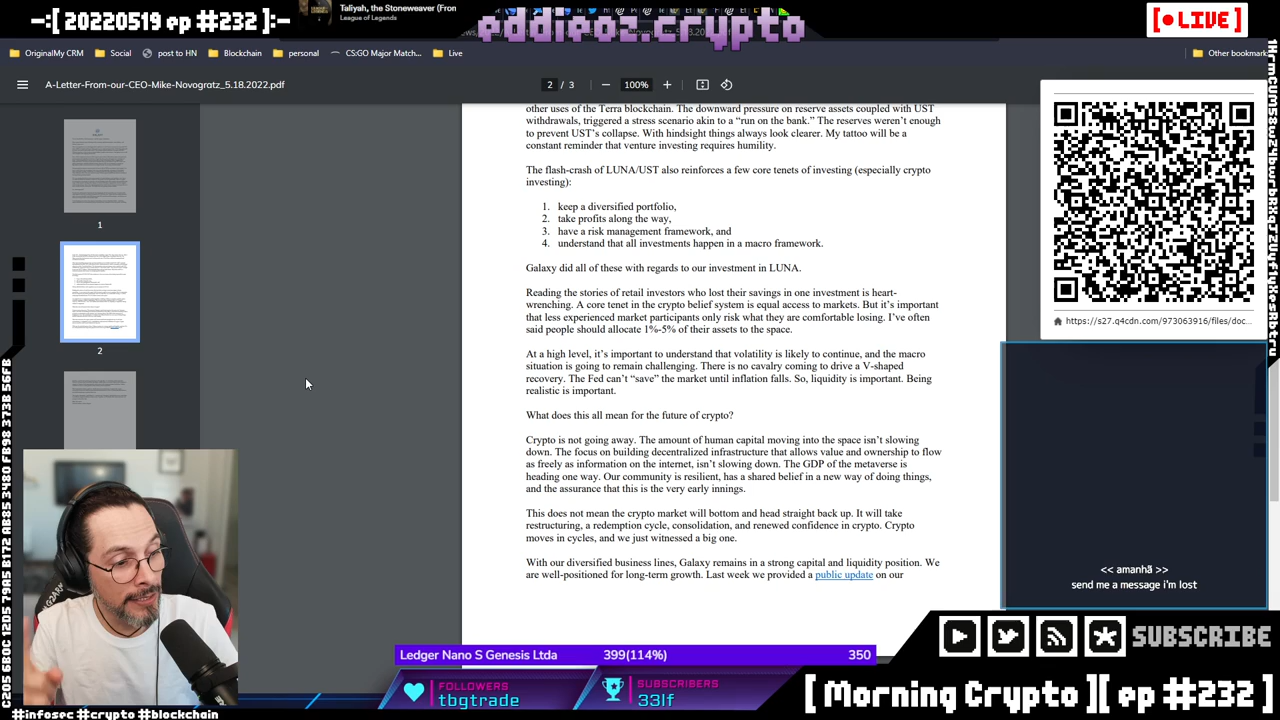 -:[ 20220519 ep #232 ]:-
Taliyah, the Stoneweaver (Fron
League of Legends
eddieoz.crypto
[ LIVE ]
OhanaMy CRM
Social
post to HN
Blockchain
personal
CS:GO Major Match...
Live
Other bookmark
A-Letter-From-our-CEO-Mike-Novogratz_5.18.2022.pdf
2 / 3
100%
1
2
other uses of the Terra blockchain. The downward pressure on reserve assets coupled with UST
withdrawals, triggered a stress scenario akin to a “run on the bank.” The reserves weren’t enough
to prevent UST’s collapse. With hindsight things always look clearer. My tattoo will be a
constant reminder that venture investing requires humility.
The flash-crash of LUNA/UST also reinforces a few core tenets of investing (especially crypto
investing):
1. keep a diversified portfolio,
2. take profits along the way,
3. have a risk management framework, and
4. understand that all investments happen in a macro framework.
Galaxy did all of these with regards to our investment in LUNA.
Reading the stories of retail investors who lost their savings in one investment is heart-
wrenching. A core tenet in the crypto belief system is equal access to markets. But it’s important
that less experienced market participants only risk what they are comfortable losing. I’ve often
said people should allocate 1%-5% of their assets to the space.
At a high level, it’s important to understand that volatility is likely to continue, and the macro
situation is going to remain challenging. There is no cavalry coming to drive a V-shaped
recovery. The Fed can’t “save” the market until inflation falls. So, liquidity is important. Being
realistic is important.
What does this all mean for the future of crypto?
Crypto is not going away. The amount of human capital moving into the space isn’t slowing
down. The focus on building decentralized infrastructure that allows value and ownership to flow
as freely as information on the internet, isn’t slowing down. The GDP of the metaverse is
heading one way. Our community is resilient, has a shared belief in a new way of doing things,
and the assurance that this is the very early innings.
This does not mean the crypto market will bottom and head straight back up. It will take
restructuring, a redemption cycle, consolidation, and renewed confidence in crypto. Crypto
moves in cycles, and we just witnessed a big one.
With our diversified business lines, Galaxy remains in a strong capital and liquidity position. We
are well-positioned for long-term growth. Last week we provided a public update on our
https://s27.q4cdn.com/973063916/files/doc...
<< amanhã >>
send me a message i'm lost
SUBSCRIBE
Ledger Nano S Genesis Ltda
399(114%)
350
FOLLOWERS
tbgtrade
SUBSCRIBERS
33lf
[ Morning Crypto ][ ep #232 ]
#crypto #blockchain